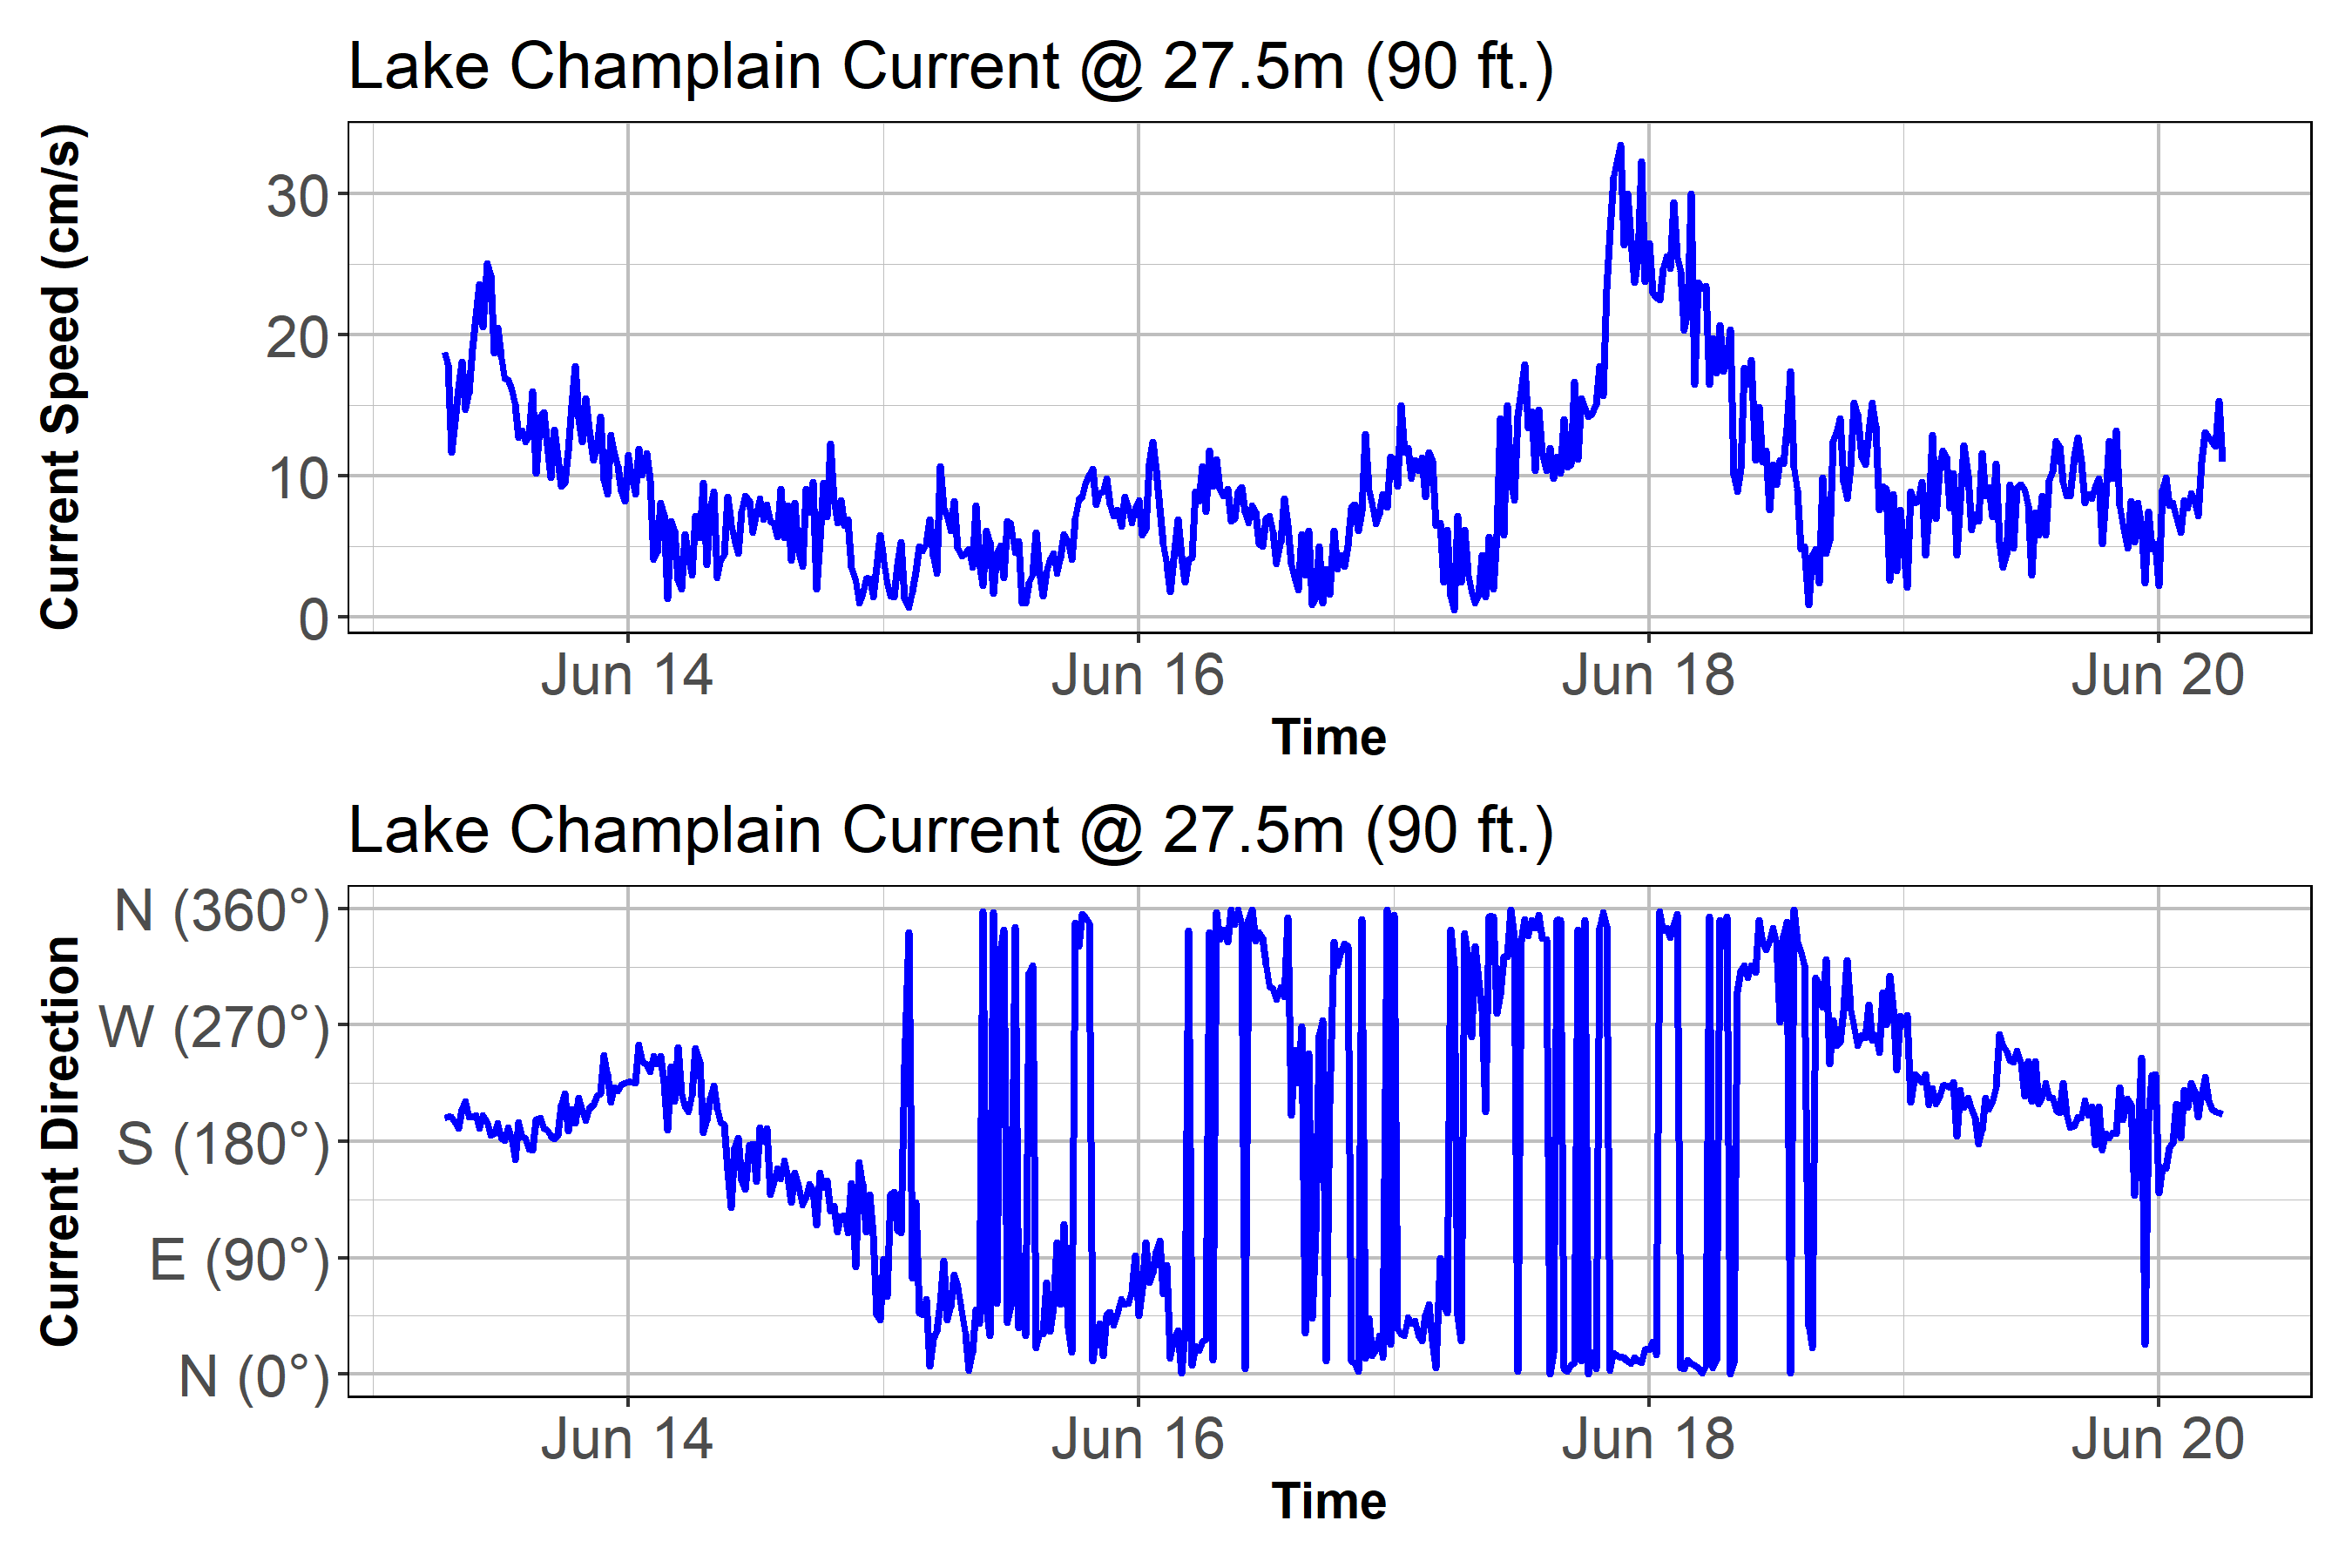 Lake Champlain Current @ 27.5m (90 ft.)
Current Speed (cm/s)
30
20
10
0
Jun 14 Jun 16 Jun 18 Jun 20
Time
Lake Champlain Current @ 27.5m (90 ft.)
Current Direction
N (360°)
W (270°)
S (180°)
E (90°)
N (0°)
Jun 14 Jun 16 Jun 18 Jun 20
Time